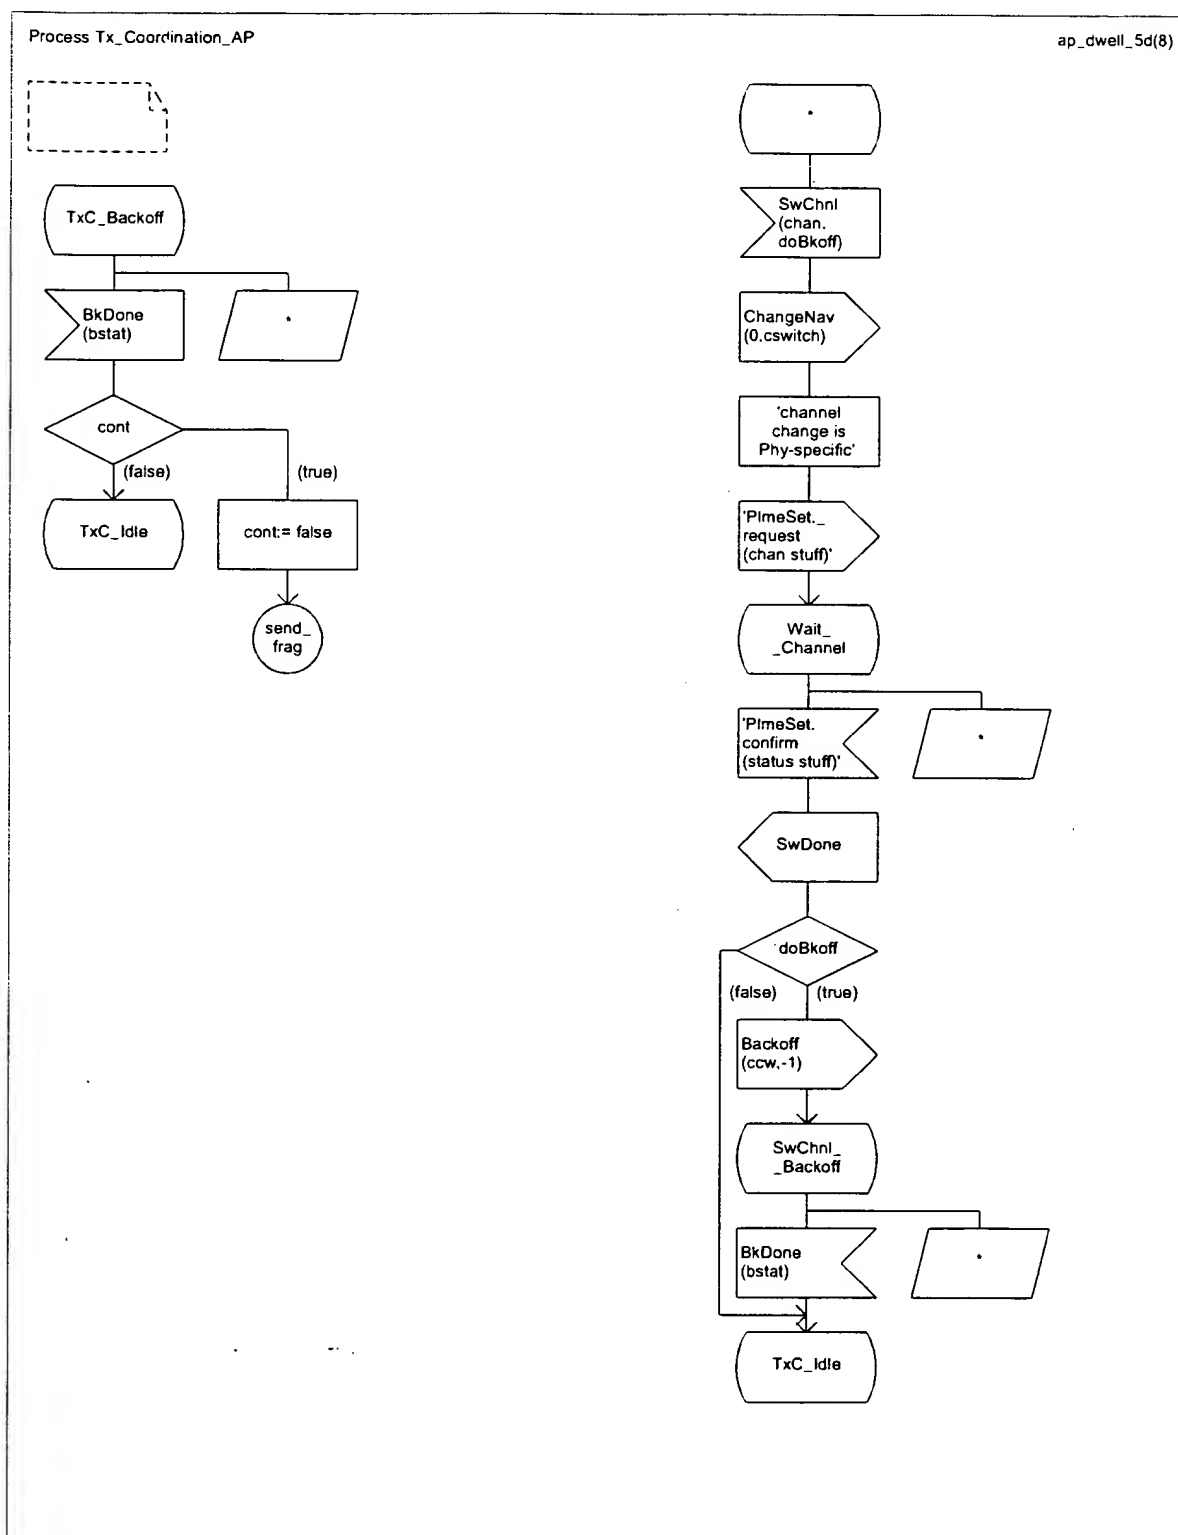 Process Tx_Coordination_AP
ap_dwell_5d(8)
TxC_Backoff
BkDone
(bstat)
*
cont
(false)
(true)
TxC_Idle
cont:= false
send_
frag
*
SwChnl
(chan,
doBkoff)
ChangeNav
(0,cswitch)
'channel
change is
Phy-specific'
'PlmeSet._
request
(chan stuff)'
Wait_
_Channel
'PlmeSet.
confirm
(status stuff)'
*
SwDone
doBkoff
(false)
(true)
Backoff
(ccw,-1)
SwChnl_
_Backoff
BkDone
(bstat)
*
TxC_Idle